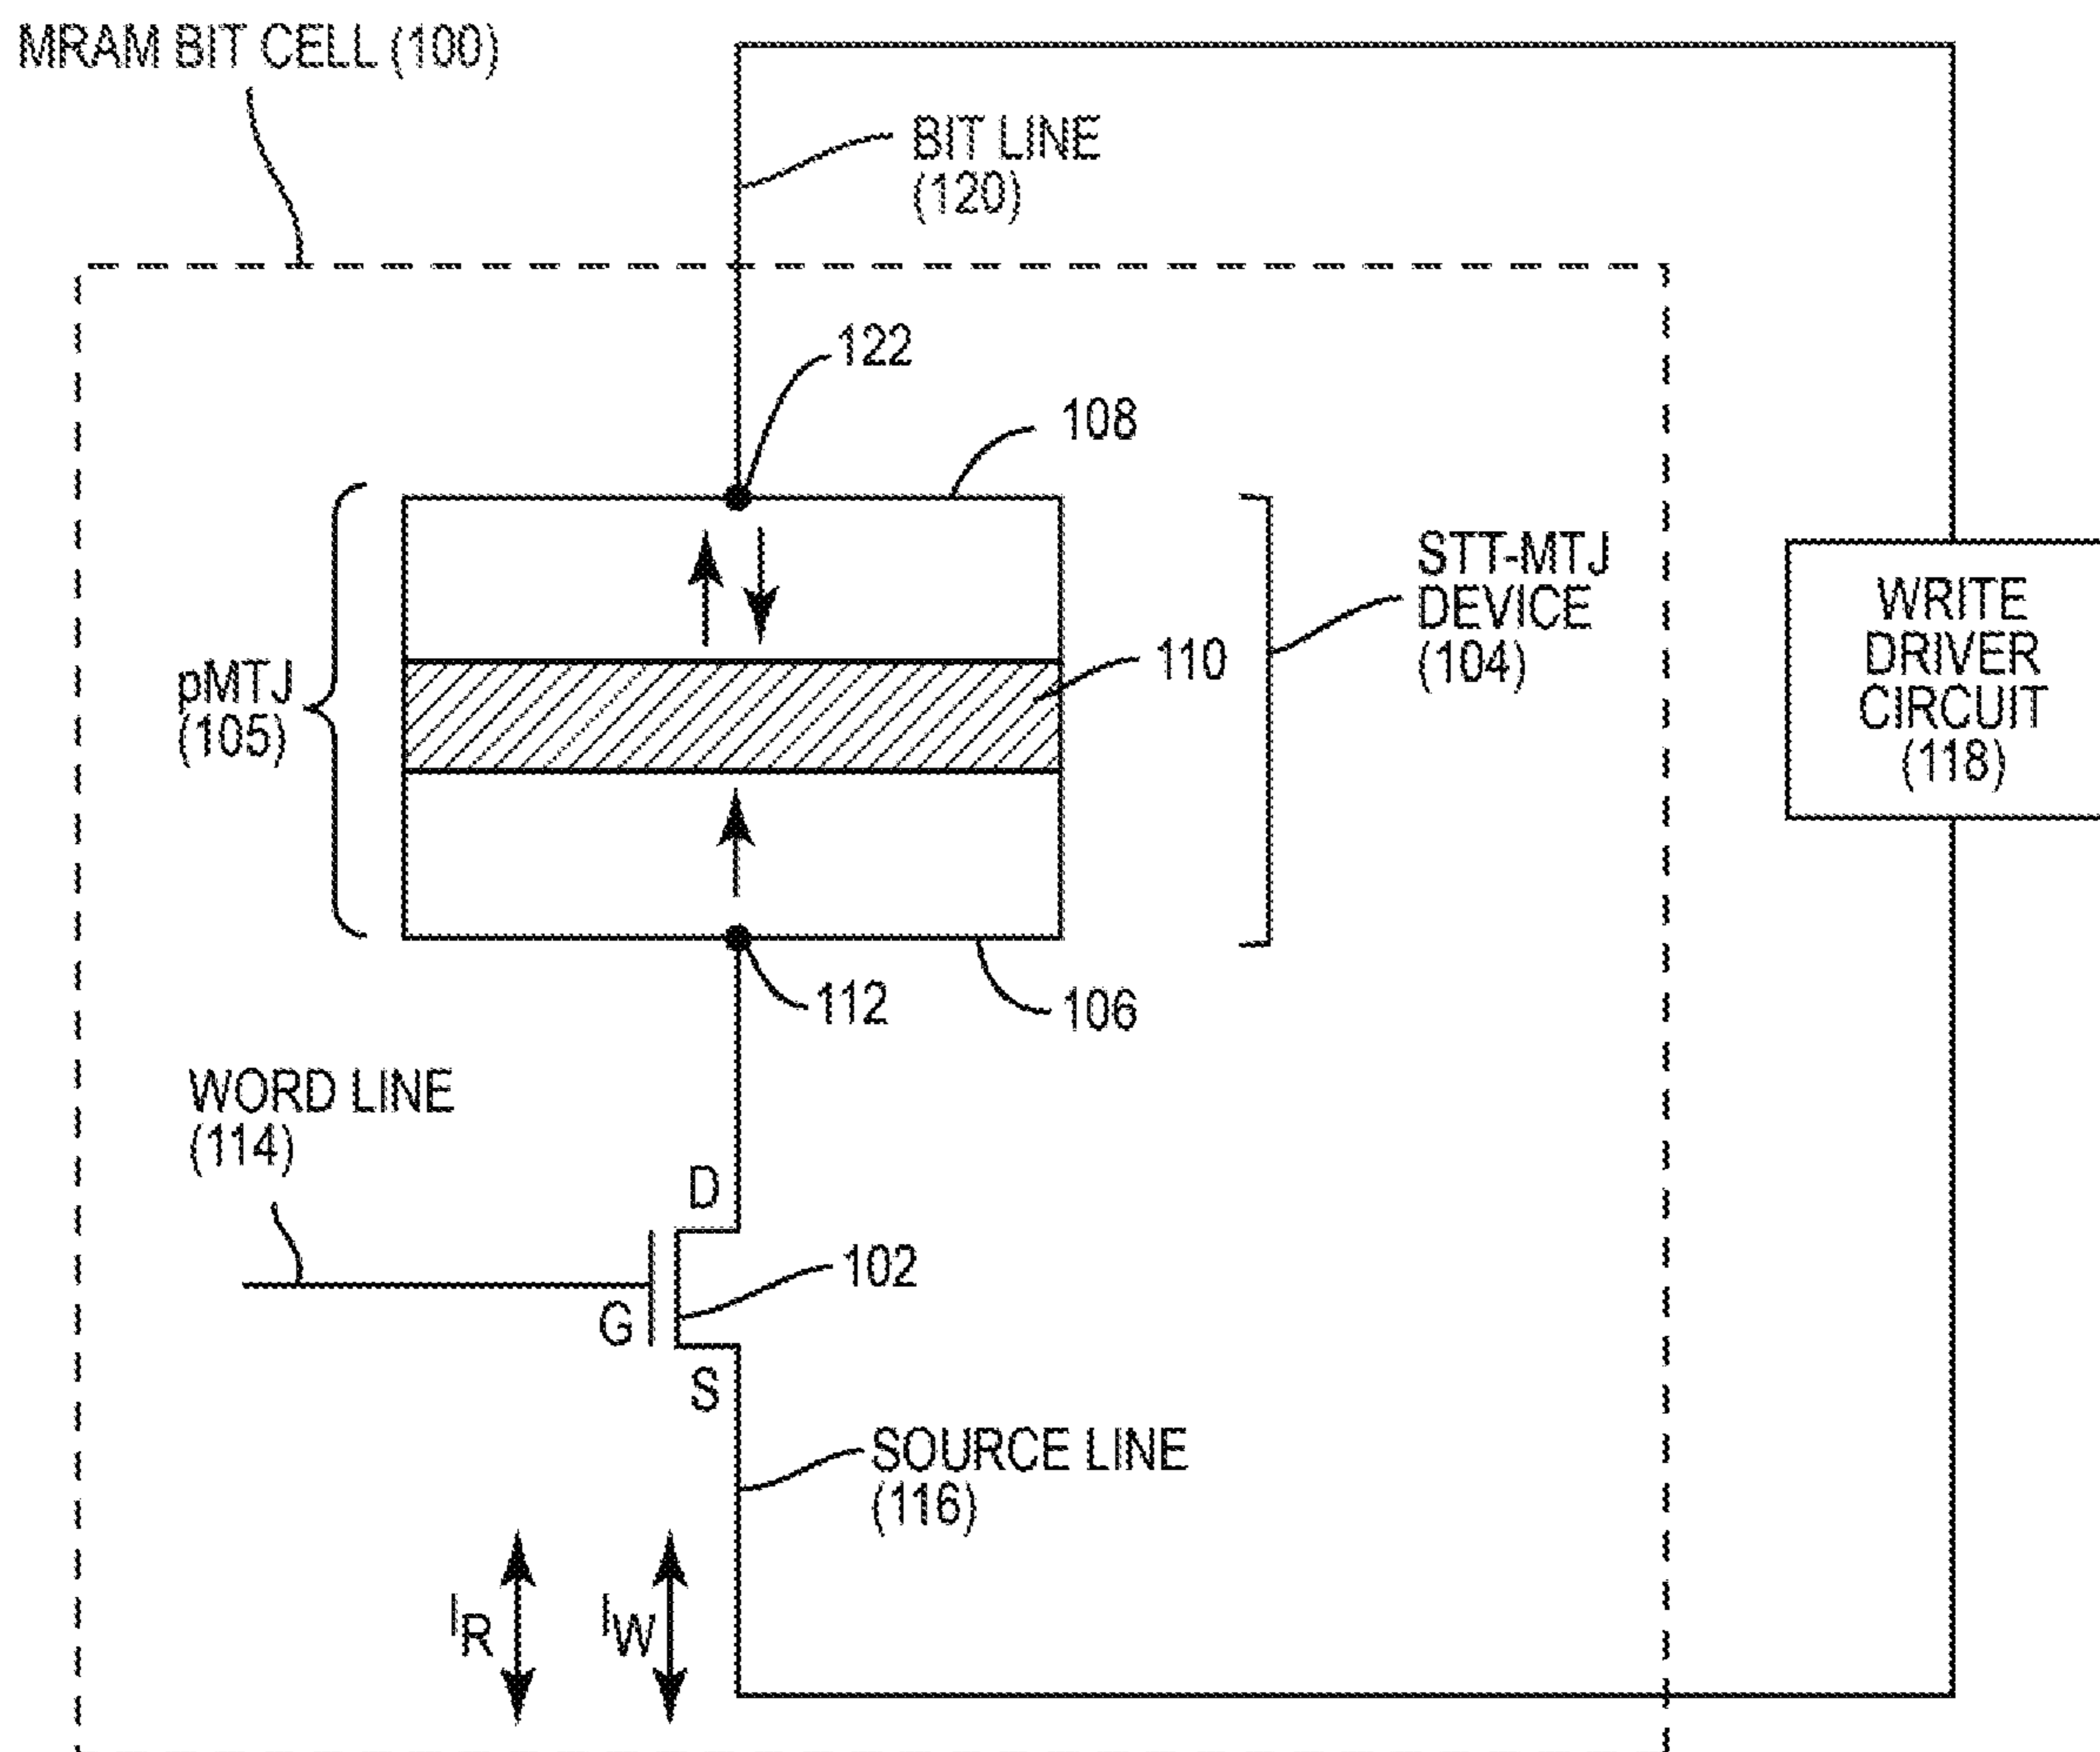 MRAM BIT CELL (100)
BIT LINE
(120)
122
108
STT-MTJ
DEVICE
(104)
WRITE
DRIVER
CIRCUIT
(118)
110
pMTJ
(105)
112
106
WORD LINE
(114)
D
102
G
S
SOURCE LINE
(116)
IR
IW